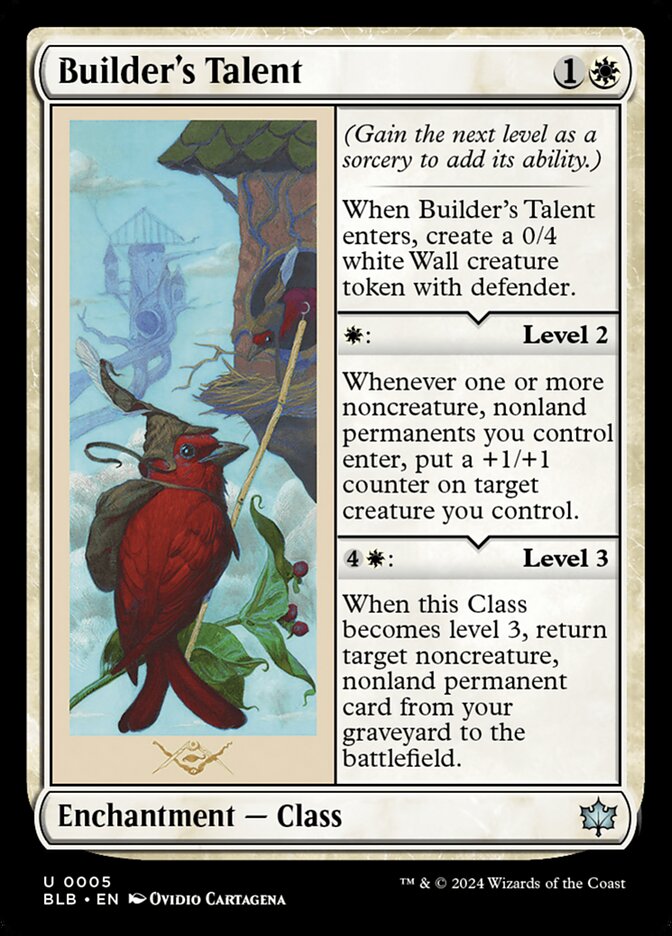 Builder's Talent
1
(Gain the next level as a
sorcery to add its ability.)
When Builder's Talent
enters, create a 0/4
white Wall creature
token with defender.
: Level 2
Whenever one or more
noncreature, nonland
permanents you control
enter, put a +1/+1
counter on target
creature you control.
4 : Level 3
When this Class
becomes level 3, return
target noncreature,
nonland permanent
card from your
graveyard to the
battlefield.
Enchantment — Class
U 0005
BLB • EN Ovidio Cartagena
™ & © 2024 Wizards of the Coast